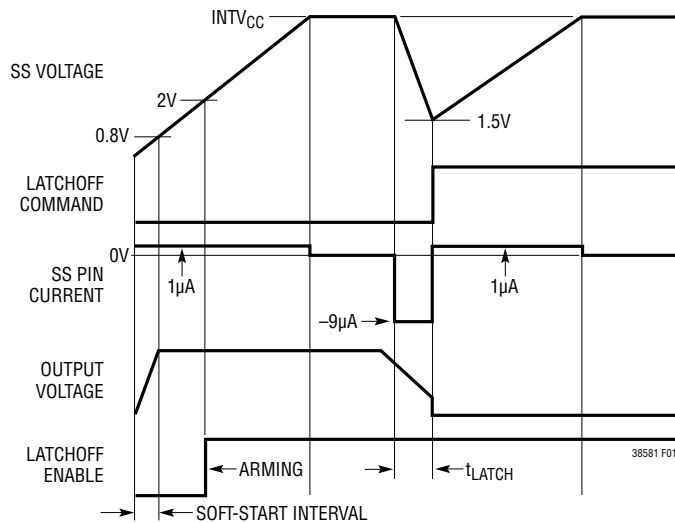 INTVCC
SS VOLTAGE
2V
0.8V
1.5V
LATCHOFF
COMMAND
0V
SS PIN
CURRENT
1µA
1µA
–9µA
OUTPUT
VOLTAGE
LATCHOFF
ENABLE
ARMING
tLATCH
38581 F01
SOFT-START INTERVAL